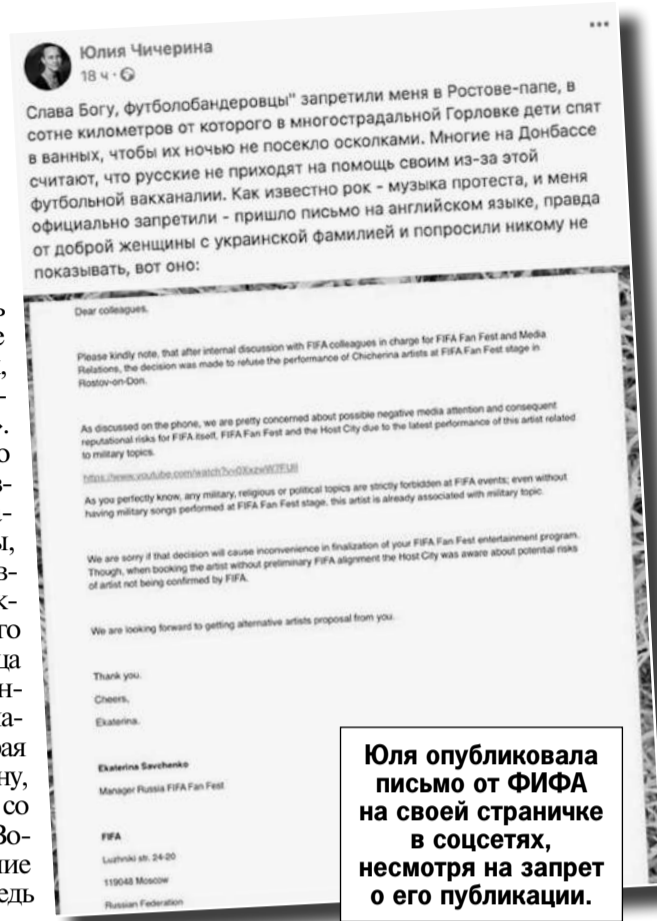 Юлия Чичерина
18 ч ·
Слава Богу, футболобандеровцы" запретили меня в Ростове-папе, в
сотне километров от которого в многострадальной Горловке дети спят
в ванных, чтобы их ночью не посекло осколками. Многие на Донбассе
считают, что русские не приходят на помощь своим из-за этой
футбольной вакханалии. Как известно рок - музыка протеста, и меня
официально запретили - пришло письмо на английском языке, правда
от доброй женщины с украинской фамилией и попросили никому не
показывать, вот оно:
Dear colleagues,
Please kindly note, that after internal discussion with FIFA colleagues in charge for FIFA Fan Fest and Media
Relations, the decision was made to refuse the performance of Chicherina artists at FIFA Fan Fest stage in
Rostov-on-Don.
As discussed on the phone, we are pretty concerned about possible negative media attention and consequent
reputational risks for FIFA itself, FIFA Fan Fest and the Host City due to the latest performance of this artist related
to military topics.
As you perfectly know, any military, religious or political topics are strictly forbidden at FIFA events; even without
having military songs performed at FIFA Fan Fest stage, this artist is already associated with military topic.
We are sorry if that decision will cause inconvenience in finalization of your FIFA Fan Fest entertainment program.
Though, when booking the artist without preliminary FIFA alignment the Host City was aware about potential risks
of artist not being confirmed by FIFA.
We are looking forward to getting alternative artists proposal from you.
Thank you.
Cheers,
Ekaterina.
Ekaterina Savchenko
Manager Russia FIFA Fan Fest
FIFA
Luzhniki str. 24-20
119048 Moscow
Russian Federation
Юля опубликовала
письмо от ФИФА
на своей страничке
в соцсетях,
несмотря на запрет
о его публикации.